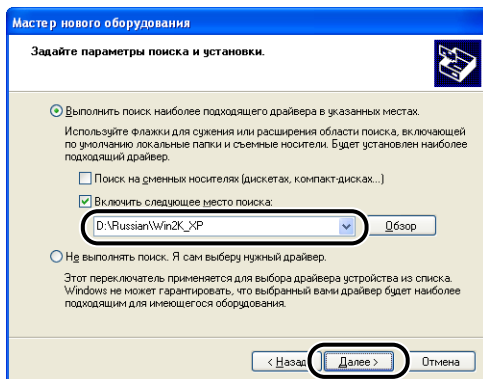 Мастер нового оборудования
Задайте параметры поиска и установки.
Выполнить поиск наиболее подходящего драйвера в указанных местах.
Используйте флажки для сужения или расширения области поиска, включающей
по умолчанию локальные папки и съемные носители. Будет установлен наиболее
подходящий драйвер.
Поиск на сменных носителях (дискетах, компакт-дисках...)
Включить следующее место поиска:
D:\Russian\Win2K_XP
Обзор
Не выполнять поиск. Я сам выберу нужный драйвер.
Этот переключатель применяется для выбора драйвера устройства из списка.
Windows не может гарантировать, что выбранный вами драйвер будет наиболее
подходящим для имеющегося оборудования.
< Назад Далее > Отмена